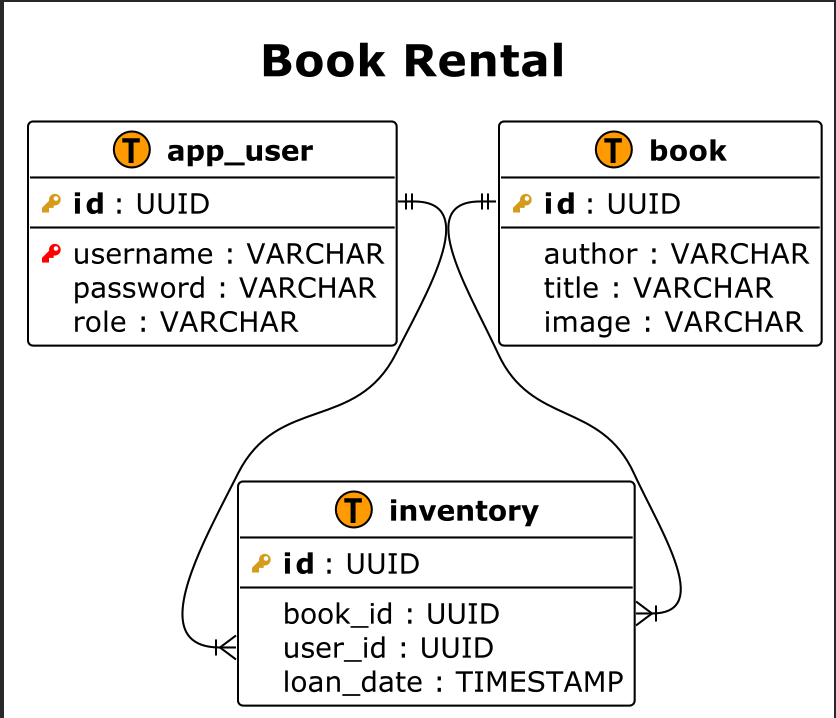 Book Rental
T app_user
id : UUID
username : VARCHAR
password : VARCHAR
role : VARCHAR
T book
id : UUID
author : VARCHAR
title : VARCHAR
image : VARCHAR
T inventory
id : UUID
book_id : UUID
user_id : UUID
loan_date : TIMESTAMP